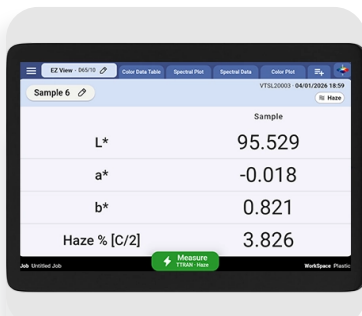 EZ View - D65/10
Color Data Table
Spectral Plot
Spectral Data
Color Plot
Sample 6
VTSL20003 · 04/01/2026 18:59
Haze
Sample
L* 95.529
a* -0.018
b* 0.821
Haze % [C/2] 3.826
Measure
TTRAN · Haze
Job Untitled Job
WorkSpace Plastic